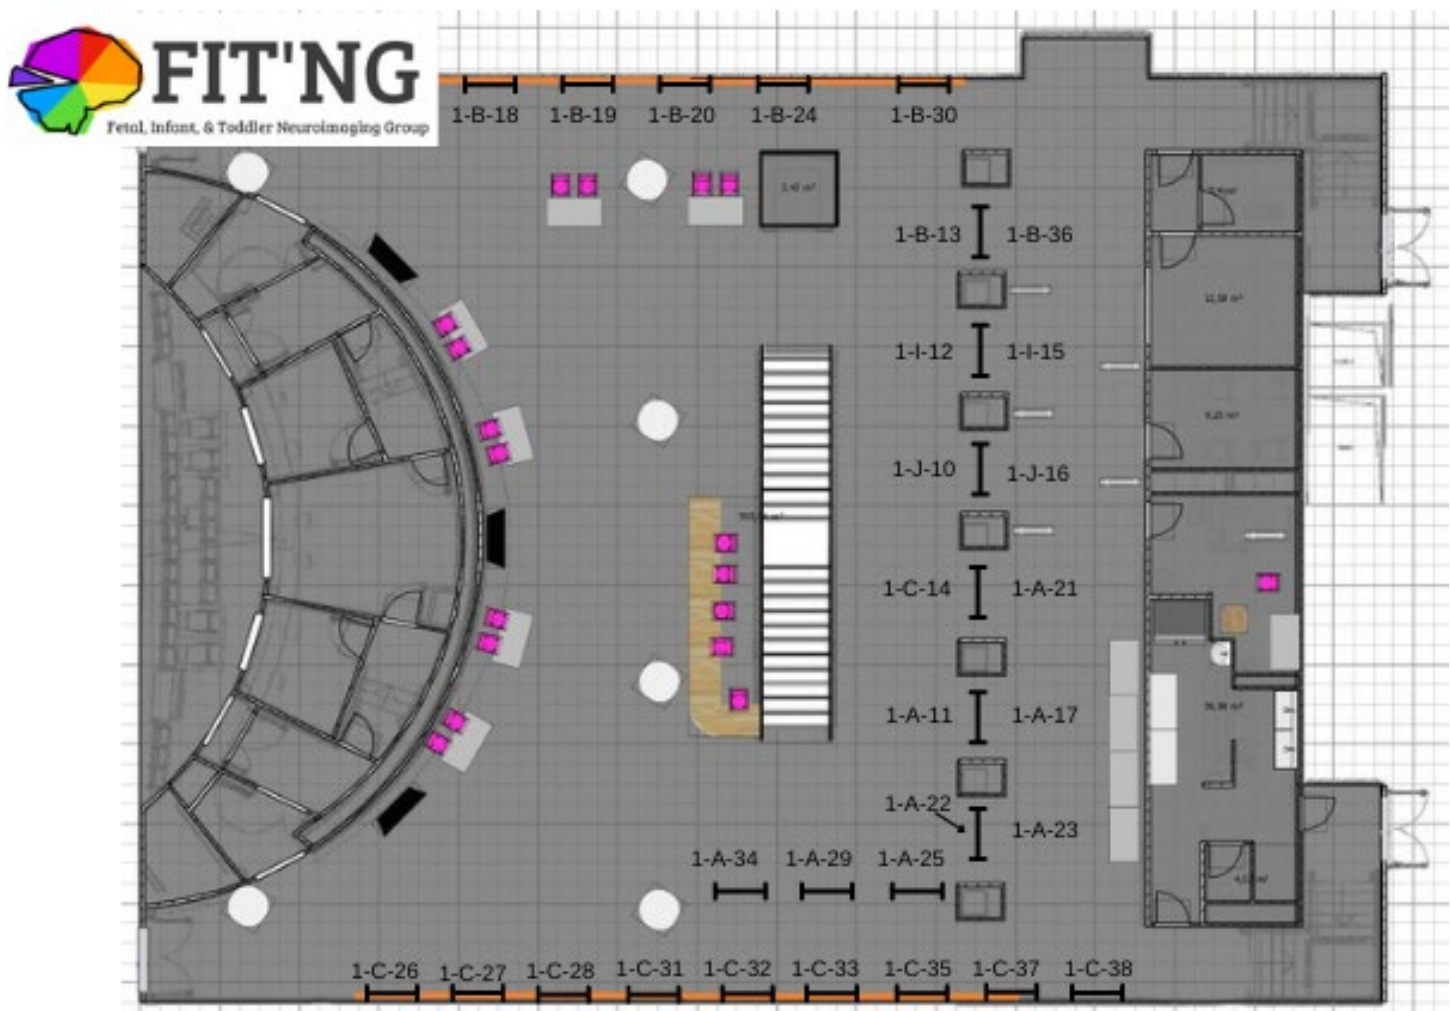 FIT'NG
Fetal, Infant, & Toddler Neuroimaging Group
1-B-18 1-B-19 1-B-20 1-B-24 1-B-30
1-B-13 1-B-36
1-I-12 1-I-15
1-J-10 1-J-16
1-C-14 1-A-21
1-A-11 1-A-17
1-A-22 1-A-23
1-A-34 1-A-29 1-A-25
1-C-26 1-C-27 1-C-28 1-C-31 1-C-32 1-C-33 1-C-35 1-C-37 1-C-38